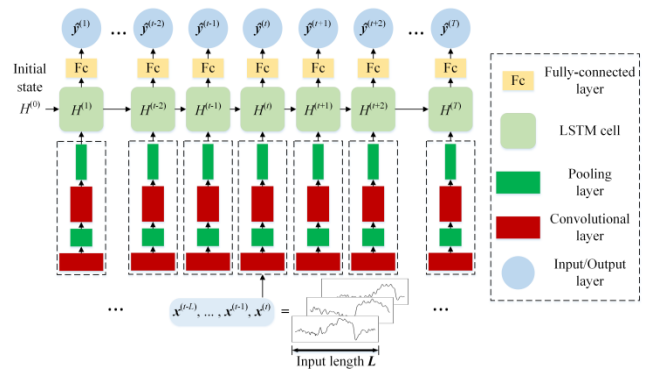 ŷ⁽¹⁾ ... ŷ⁽ᵗ⁻²⁾ ŷ⁽ᵗ⁻¹⁾ ŷ⁽ᵗ⁾ ŷ⁽ᵗ⁺¹⁾ ŷ⁽ᵗ⁺²⁾ ... ŷ⁽ᵀ⁾
Fc Fc Fc Fc Fc Fc Fc
Initial
state
H⁽⁰⁾ H⁽¹⁾ H⁽ᵗ⁻²⁾ H⁽ᵗ⁻¹⁾ H⁽ᵗ⁾ H⁽ᵗ⁺¹⁾ H⁽ᵗ⁺²⁾ H⁽ᵀ⁾
... x⁽ᵗ⁻ᴸ⁾, ... , x⁽ᵗ⁻¹⁾, x⁽ᵗ⁾ = ...
Input length L
Fc
Fully-connected
layer
LSTM cell
Pooling
layer
Convolutional
layer
Input/Output
layer